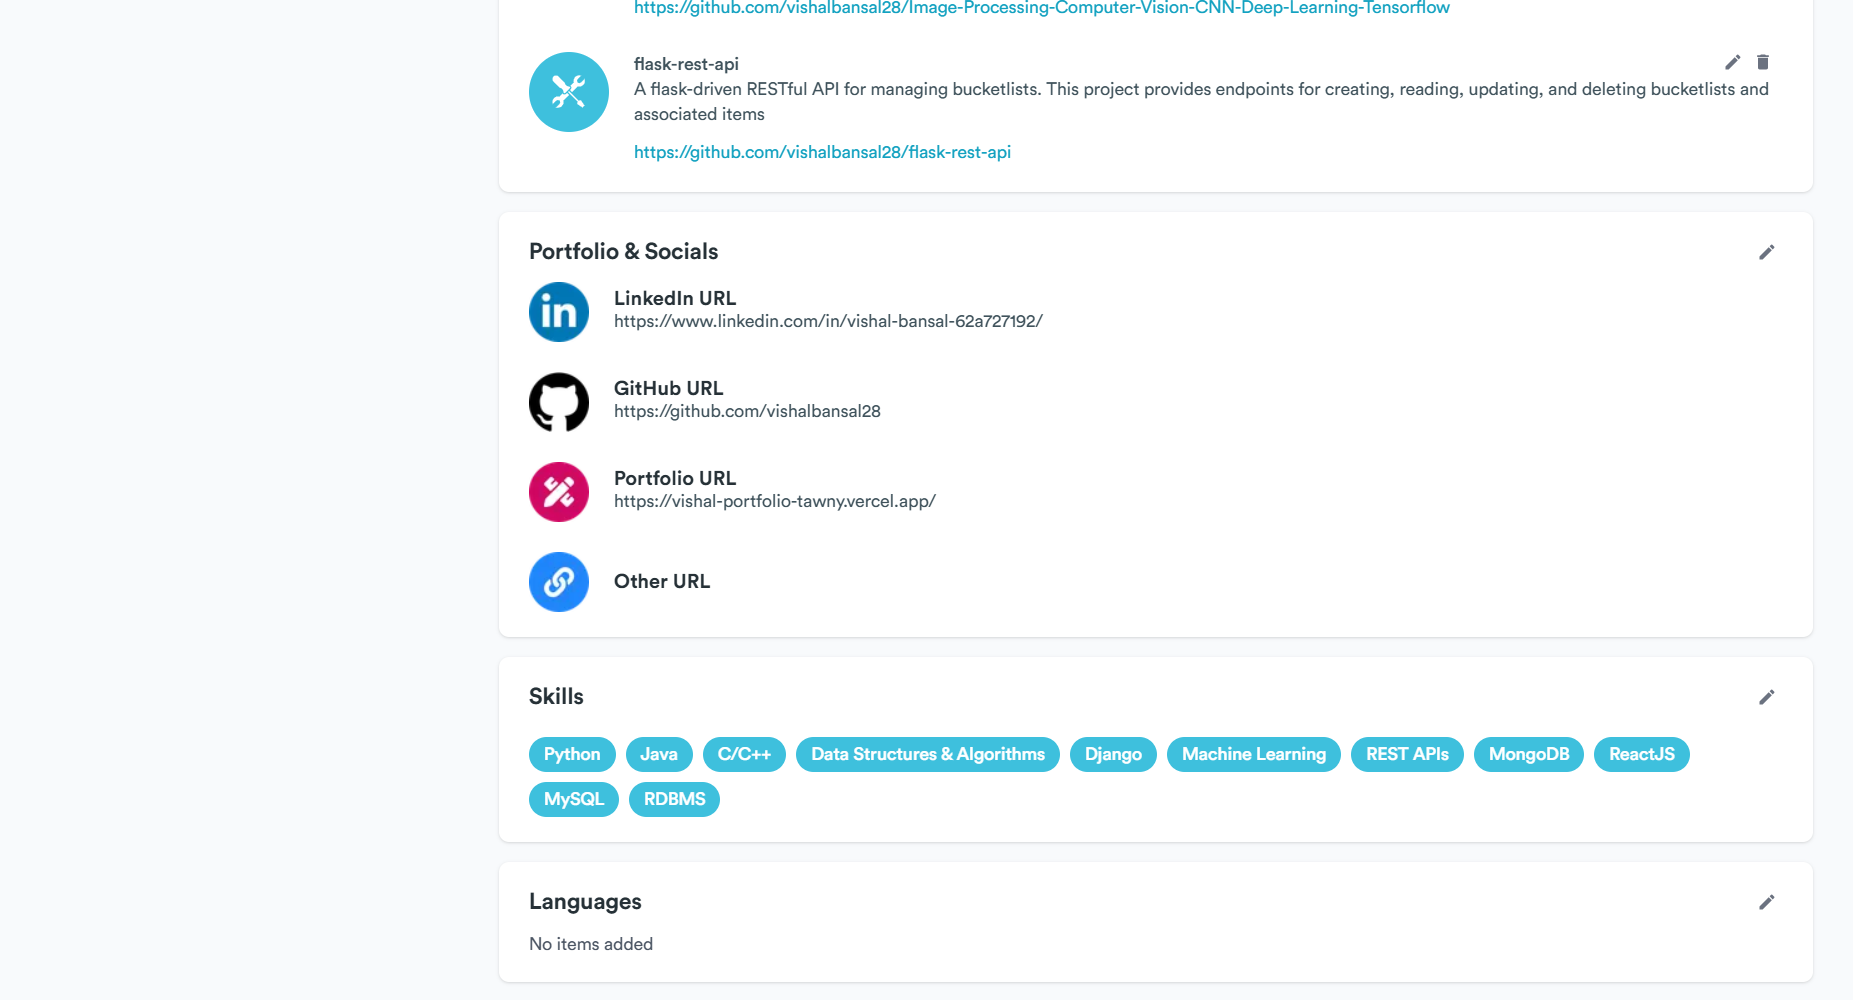 https://github.com/vishalbansal28/Image-Processing-Computer-Vision-CNN-Deep-Learning-Tensorflow
flask-rest-api
A flask-driven RESTful API for managing bucketlists. This project provides endpoints for creating, reading, updating, and deleting bucketlists and
associated items
https://github.com/vishalbansal28/flask-rest-api
Portfolio & Socials
in
LinkedIn URL
https://www.linkedin.com/in/vishal-bansal-62a727192/
GitHub URL
https://github.com/vishalbansal28
Portfolio URL
https://vishal-portfolio-tawny.vercel.app/
Other URL
Skills
Python Java C/C++ Data Structures & Algorithms Django Machine Learning REST APIs MongoDB ReactJS
MySQL RDBMS
Languages
No items added